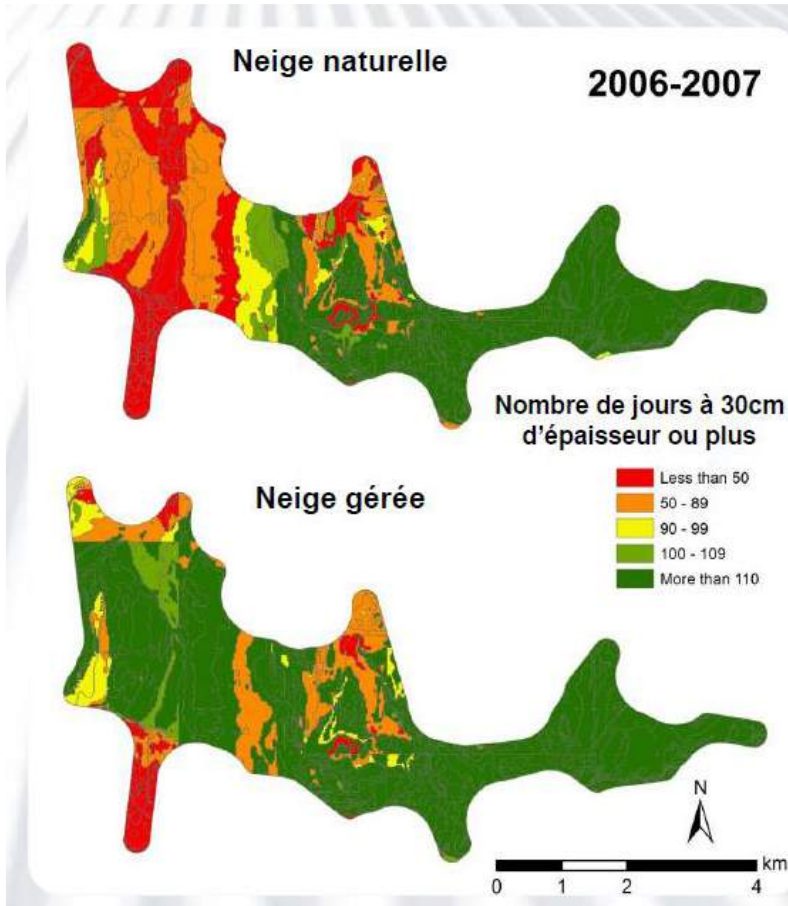 Neige naturelle
2006-2007
Nombre de jours à 30cm
d'épaisseur ou plus
Less than 50
50 - 89
90 - 99
100 - 109
More than 110
Neige gérée
N
km
0 1 2 4